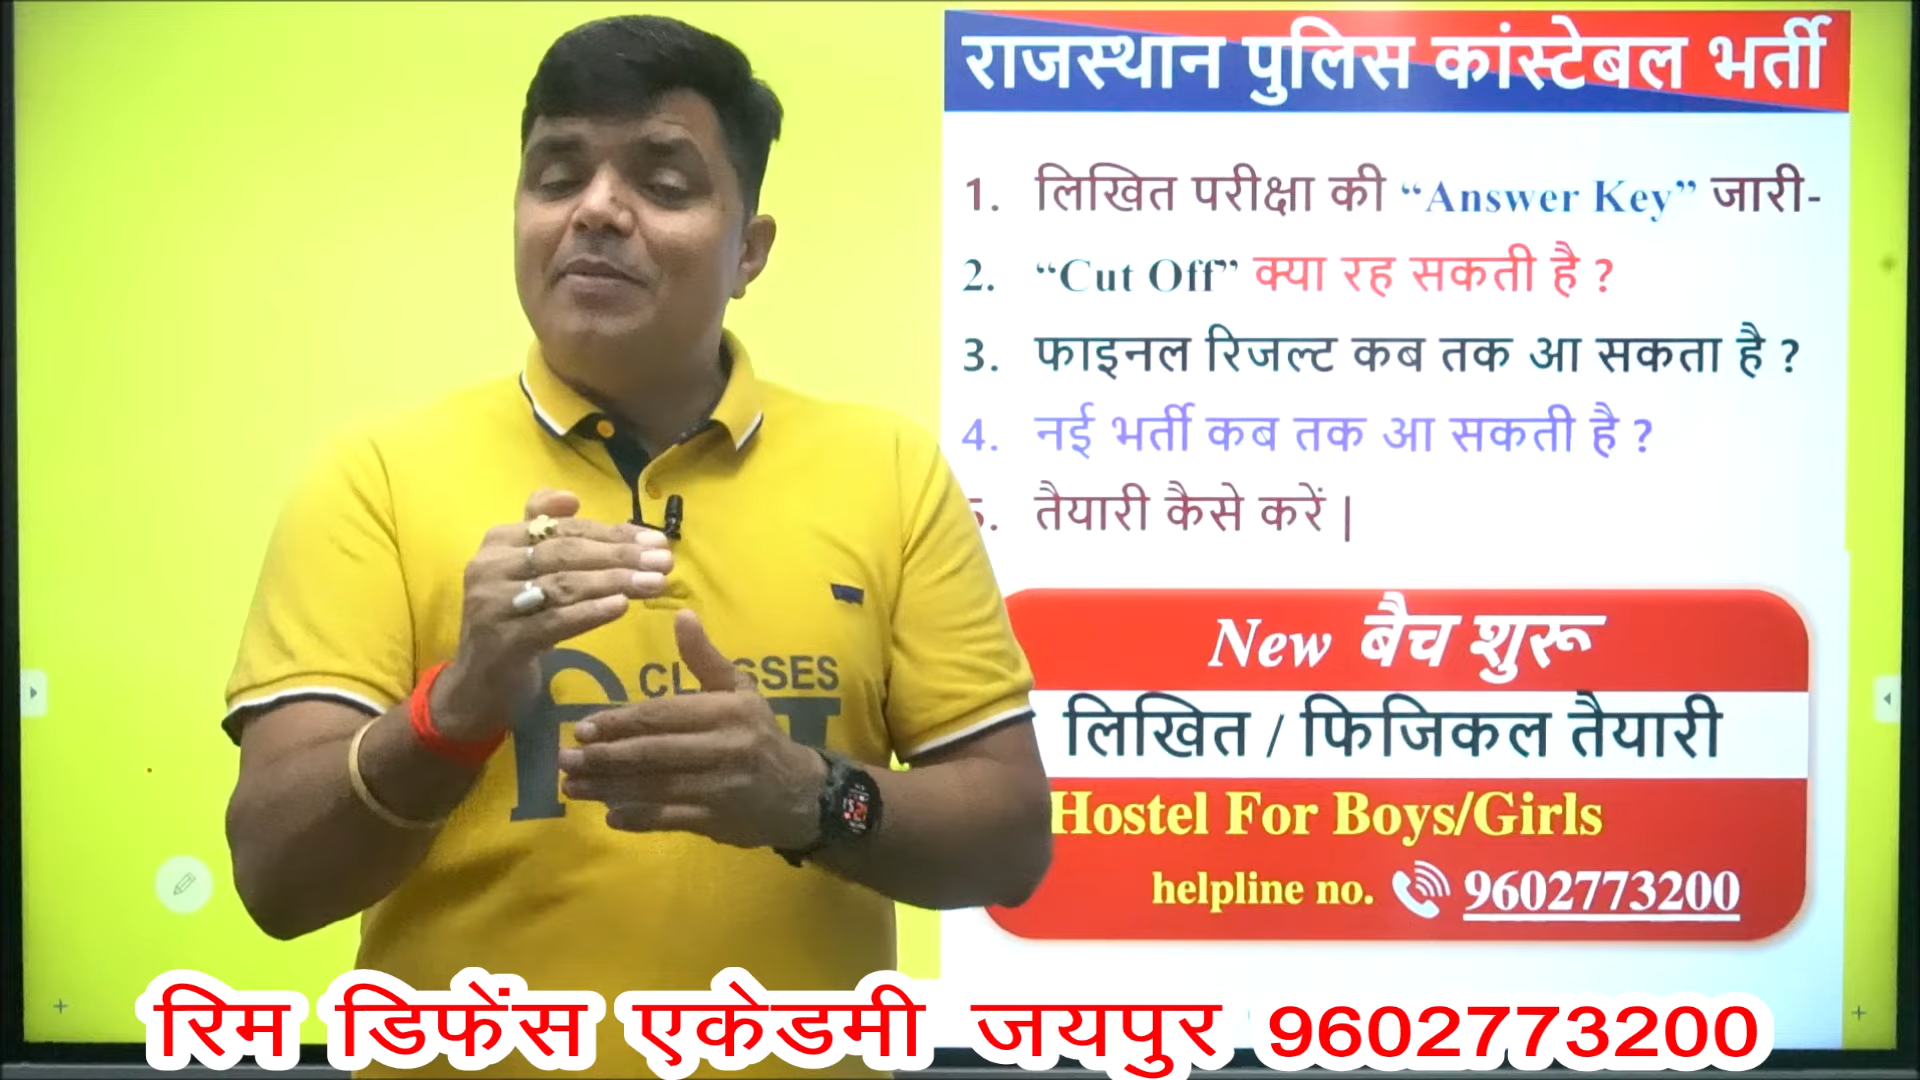 राजस्थान पुलिस कांस्टेबल भर्ती
1. लिखित परीक्षा की “Answer Key” जारी-
2. “Cut Off” क्या रह सकती है ?
3. फाइनल रिजल्ट कब तक आ सकता है ?
4. नई भर्ती कब तक आ सकती है ?
5. तैयारी कैसे करें |
New बैच शुरू
लिखित / फिजिकल तैयारी
Hostel For Boys/Girls
helpline no. 9602773200
रिम डिफेंस एकेडमी जयपुर 9602773200